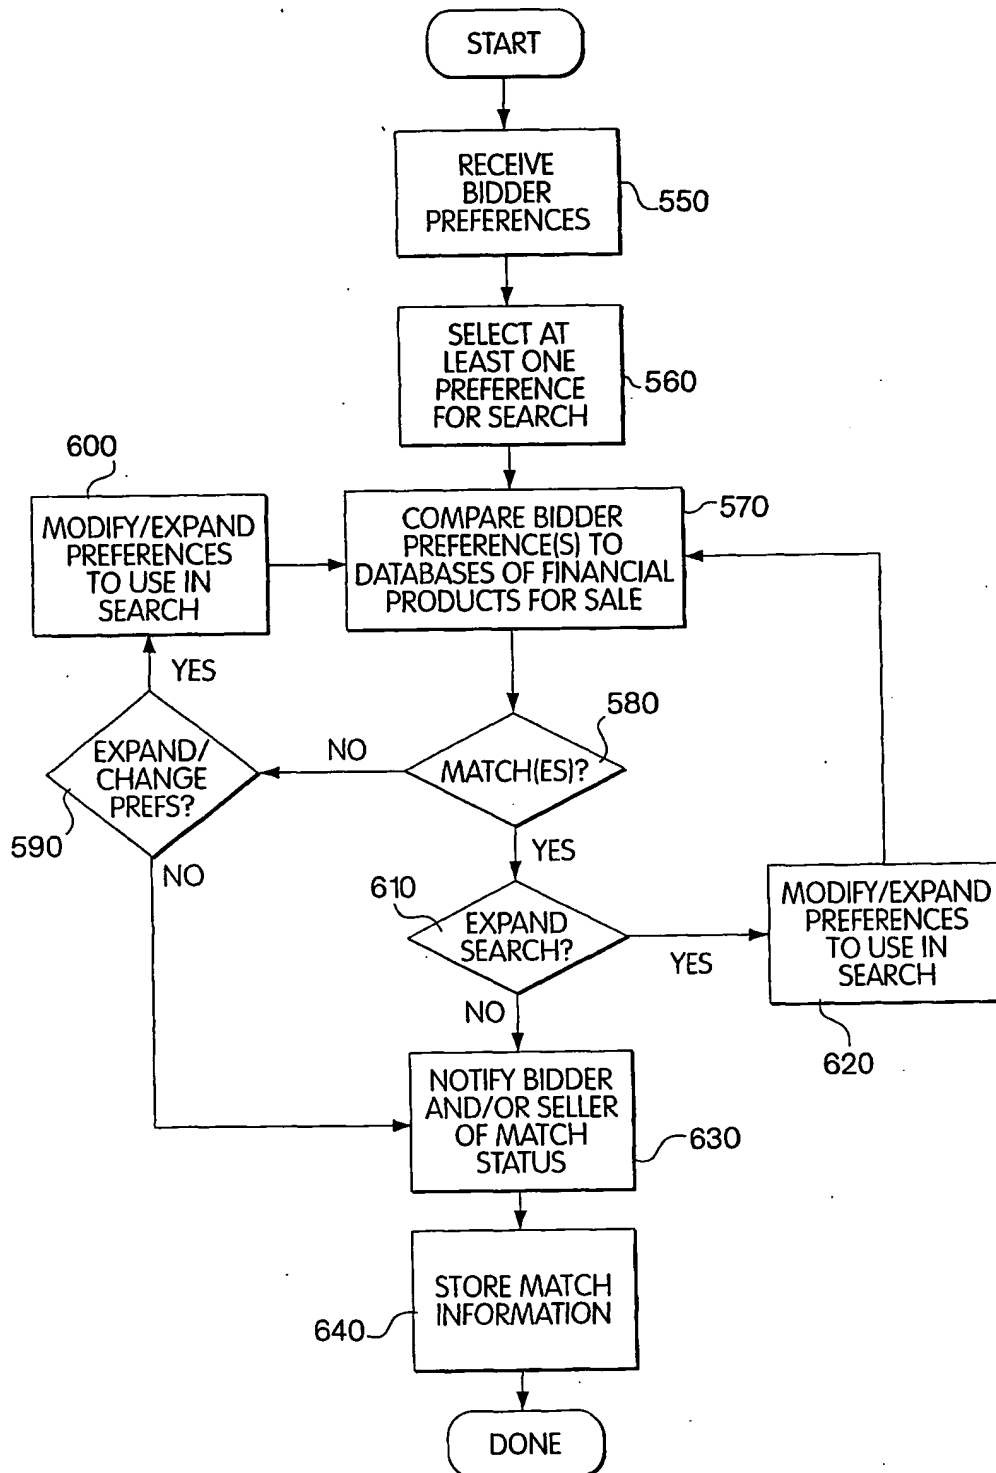 START
RECEIVE
BIDDER
PREFERENCES
550
SELECT AT
LEAST ONE
PREFERENCE
FOR SEARCH
560
600
MODIFY/EXPAND
PREFERENCES
TO USE IN
SEARCH
COMPARE BIDDER
PREFERENCE(S) TO
DATABASES OF FINANCIAL
PRODUCTS FOR SALE
570
YES
580
EXPAND/
CHANGE
PREFS?
NO
MATCH(ES)?
590
NO
YES
610
EXPAND
SEARCH?
YES
MODIFY/EXPAND
PREFERENCES
TO USE IN
SEARCH
NO
620
NOTIFY BIDDER
AND/OR SELLER
OF MATCH
STATUS
630
STORE MATCH
INFORMATION
640
DONE